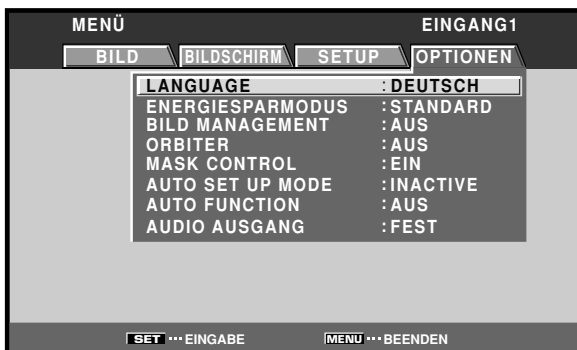 MENÜ EINGANG1
BILD BILDSCHIRM SETUP OPTIONEN
LANGUAGE :DEUTSCH
ENERGIESPARMODUS :STANDARD
BILD MANAGEMENT :AUS
ORBITER :AUS
MASK CONTROL :EIN
AUTO SET UP MODE :INACTIVE
AUTO FUNCTION :AUS
AUDIO AUSGANG :FEST
SET ··· EINGABE MENU ··· BEENDEN